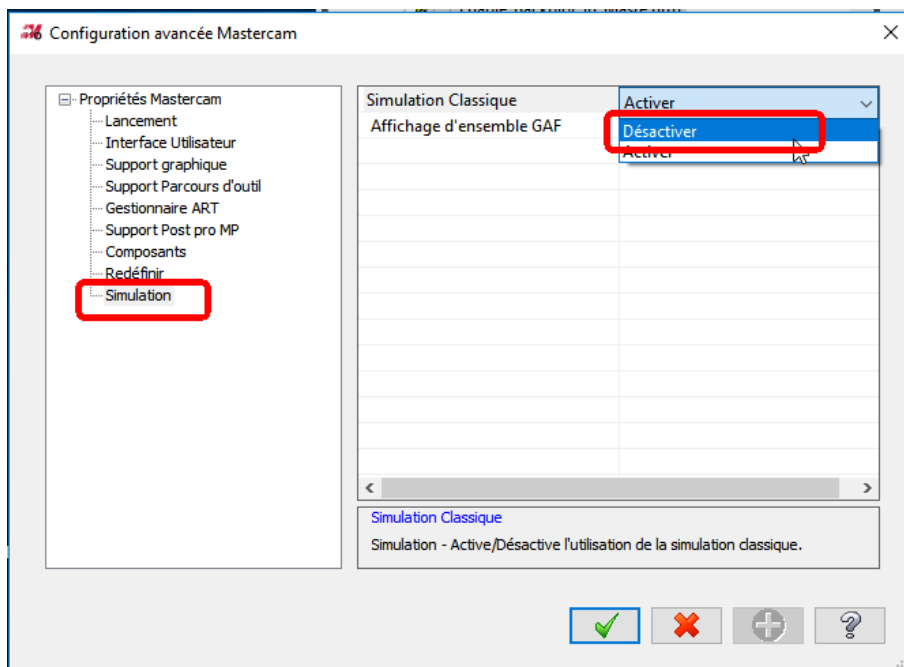 Configuration avancée Mastercam
Propriétés Mastercam
Lancement
Interface Utilisateur
Support graphique
Support Parcours d'outil
Gestionnaire ART
Support Post pro MP
Composants
Redéfinir
Simulation
Simulation Classique Activer
Affichage d'ensemble GAF Désactiver
Activer
Simulation Classique
Simulation - Active/Désactive l'utilisation de la simulation classique.